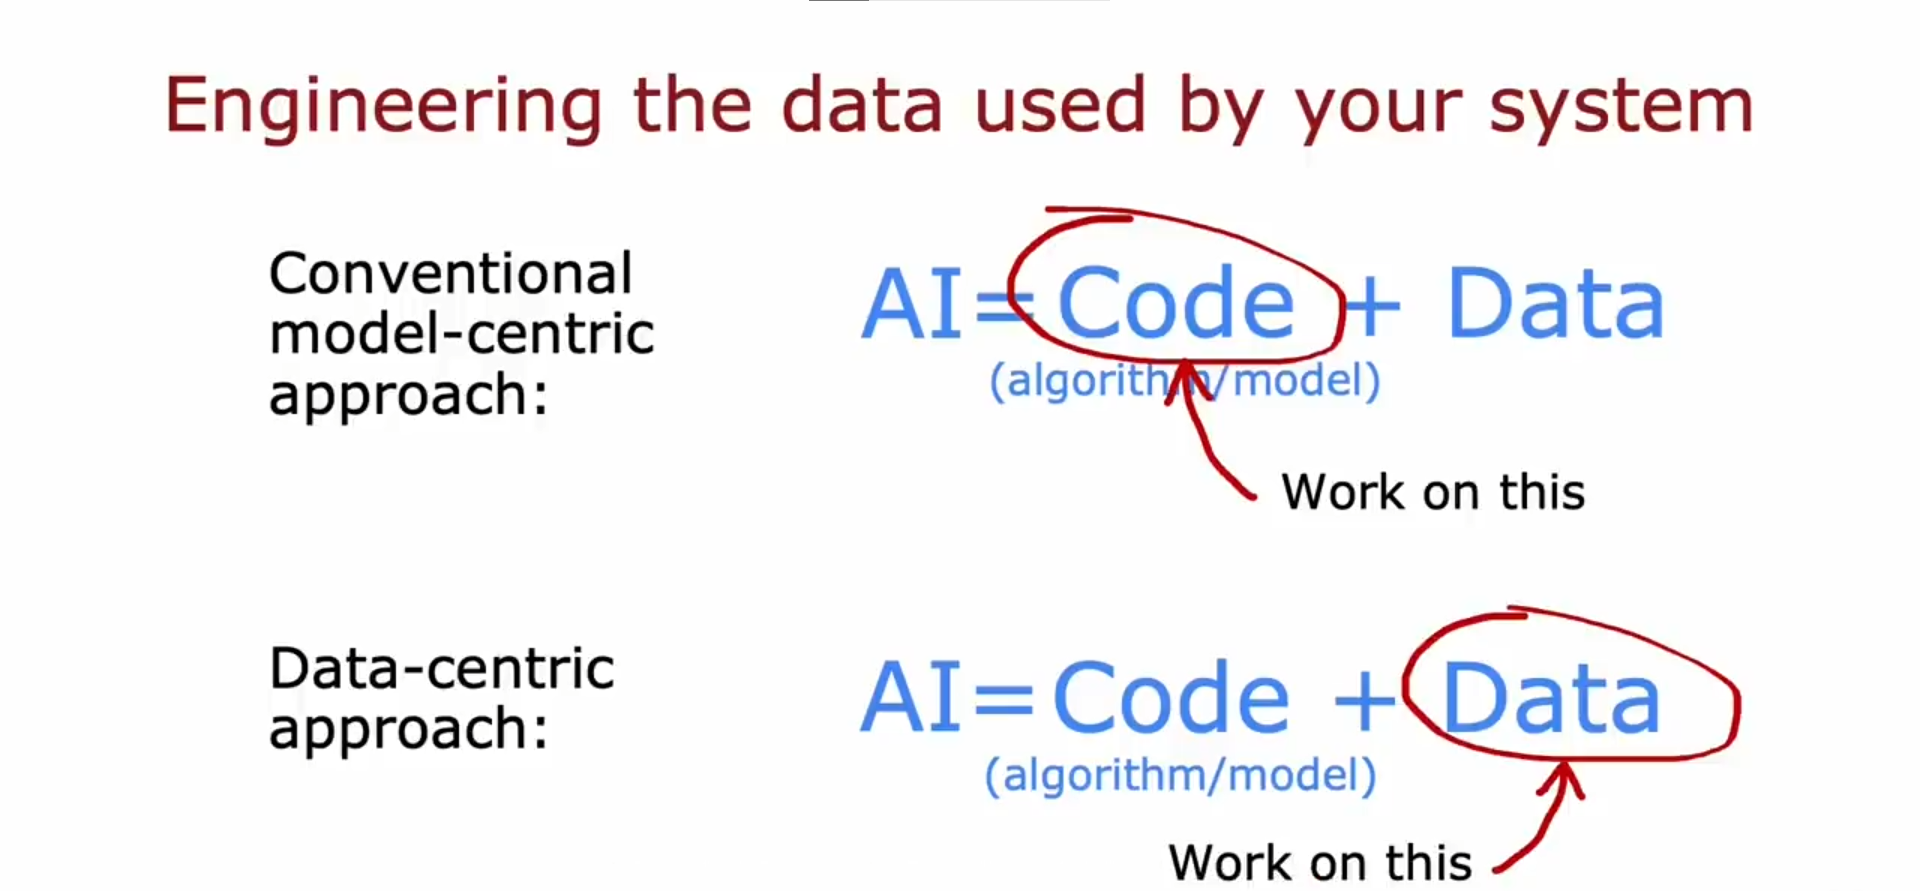 Engineering the data used by your system
Conventional
model-centric
approach:
AI= Code + Data
(algorithm/model)
Work on this
Data-centric
approach:
AI=Code + Data
(algorithm/model)
Work on this